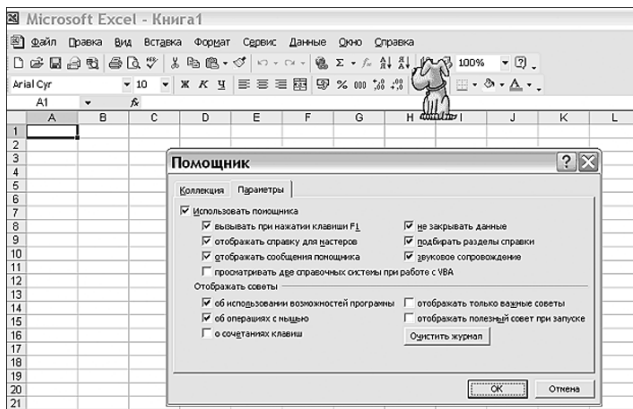 Microsoft Excel - Книга1
Файл Правка Вид Вставка Формат Сервис Данные Окно Справка
100%
Arial Cyr 10 Ж К Ч % 000
A1 fx
A B C D E F G H I J K L
1
2
3
Помощник
4
5
Коллекция Параметры
6
7
Использовать помощника
8
вызывать при нажатии клавиши F1 не закрывать данные
9
отображать справку для мастеров подбирать разделы справки
10
отображать сообщения помощника звуковое сопровождение
11
просматривать две справочные системы при работе с VBA
12
Отображать советы
13
14
об использовании возможностей программы отображать только важные советы
15
об операциях с мышью отображать полезный совет при запуске
16
о сочетаниях клавиш Очистить журнал
17
18
19
20
OK Отмена
21